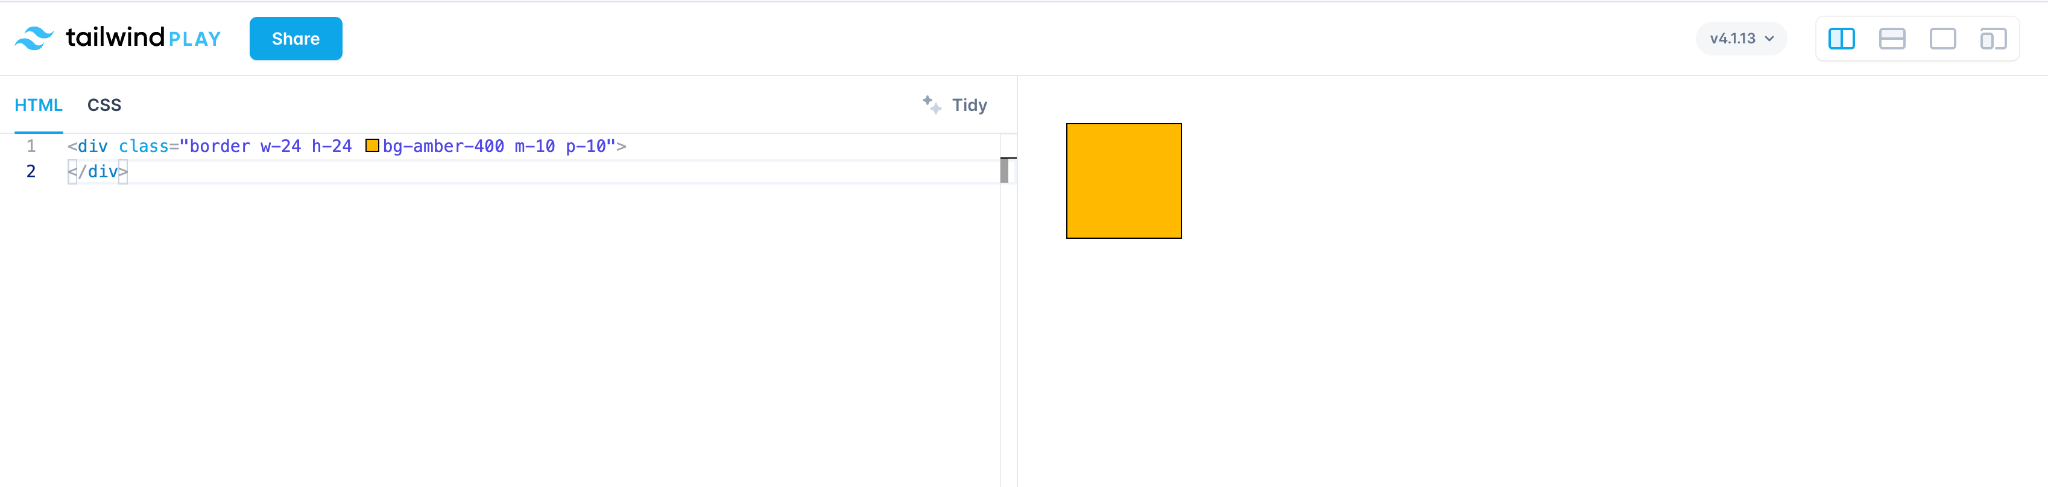 tailwind PLAY Share v4.1.13
HTML CSS Tidy
1 <div class="border w-24 h-24 bg-amber-400 m-10 p-10">
2 </div>